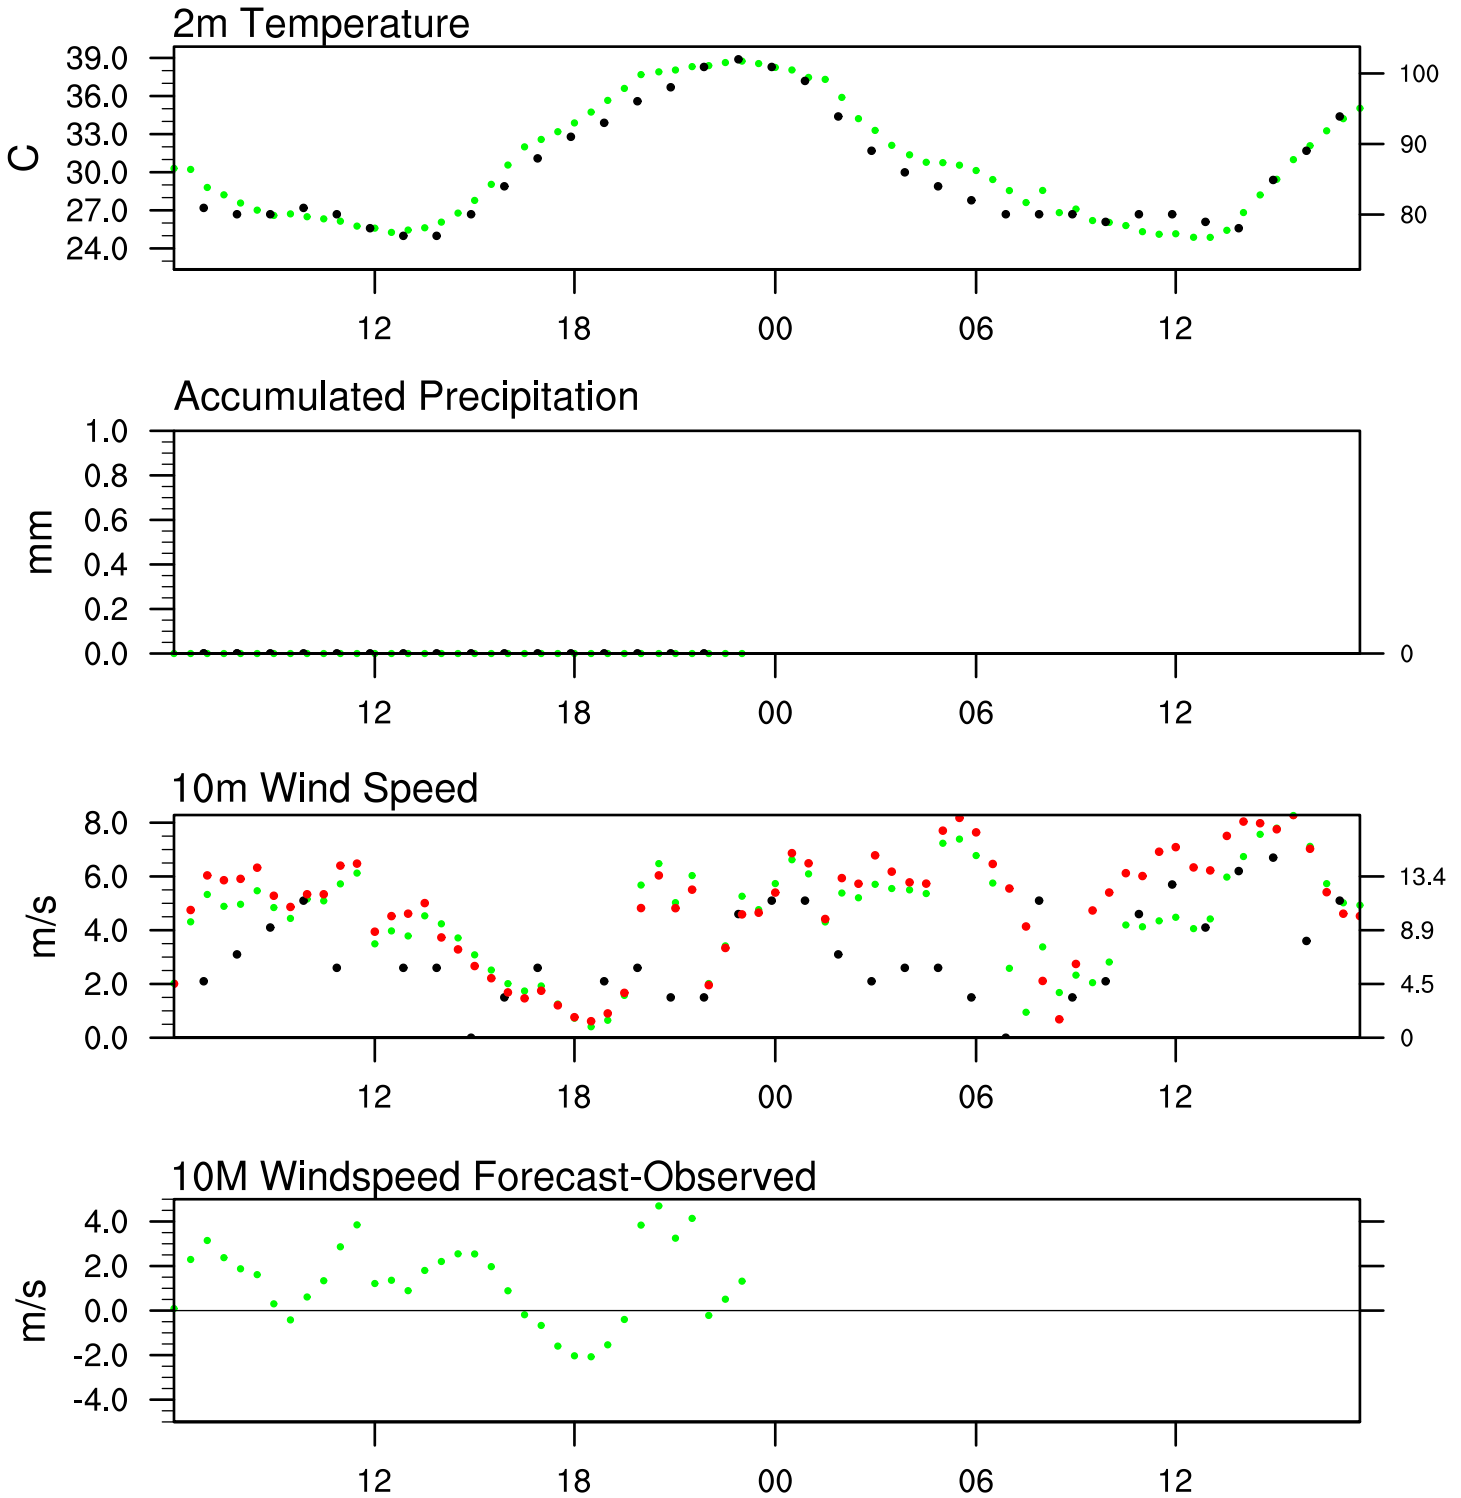 2m Temperature
39.0
36.0
33.0
30.0
27.0
24.0
C
100
90
80
12 18 00 06 12
Accumulated Precipitation
1.0
0.8
0.6
0.4
0.2
0.0
mm
0
12 18 00 06 12
10m Wind Speed
8.0
6.0
4.0
2.0
0.0
m/s
13.4
8.9
4.5
0
12 18 00 06 12
10M Windspeed Forecast-Observed
4.0
2.0
0.0
-2.0
-4.0
m/s
12 18 00 06 12